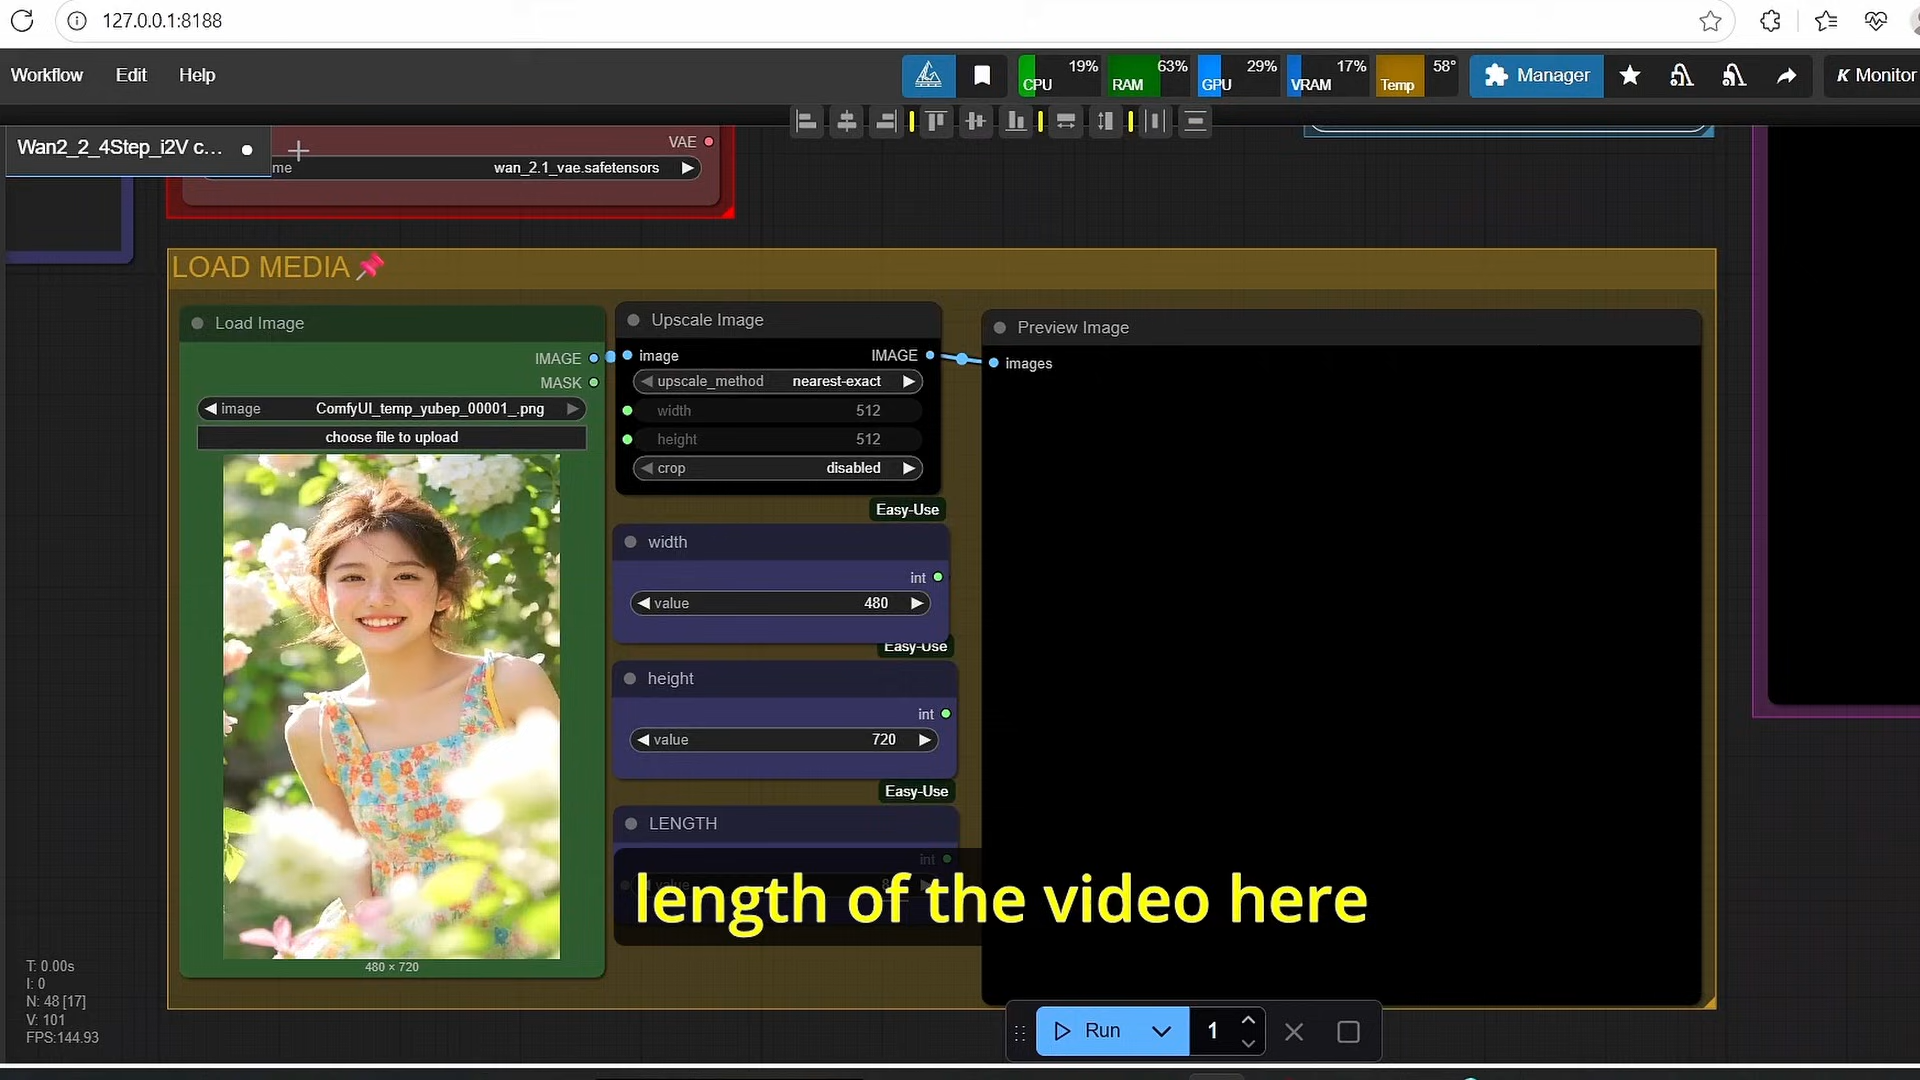 127.0.0.1:8188
Workflow
Edit
Help
CPU 19%
RAM 63%
GPU 29%
VRAM 17%
Temp 58°
Manager
K Monitor
Wan2_2_4Step_i2V c...
VAE
me wan_2.1_vae.safetensors
LOAD MEDIA
Load Image
IMAGE
MASK
image ComfyUI_temp_yubep_00001_.png
choose file to upload
480 × 720
Upscale Image
image IMAGE
upscale_method nearest-exact
width 512
height 512
crop disabled
Easy-Use
width
int
value 480
Easy-Use
height
int
value 720
Easy-Use
LENGTH
int
value
Preview Image
images
length of the video here
T: 0.00s
I: 0
N: 48 [17]
V: 101
FPS:144.93
Run
1